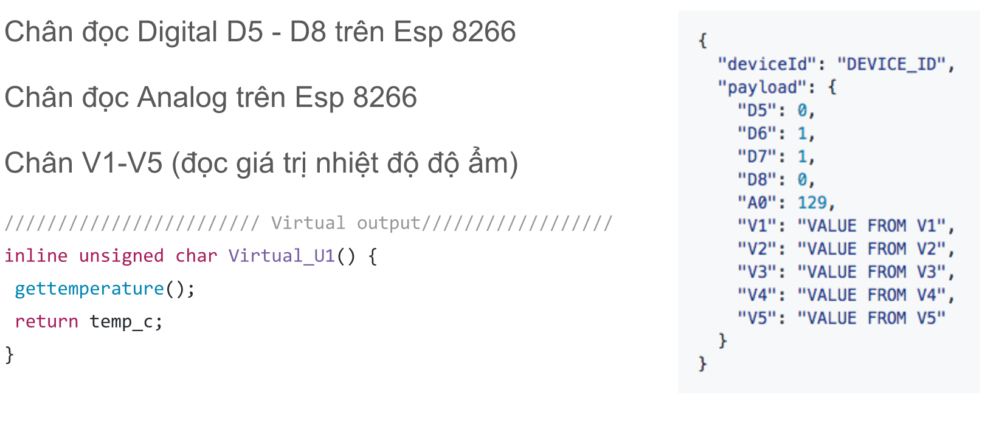 Chân đọc Digital D5 - D8 trên Esp 8266
Chân đọc Analog trên Esp 8266
Chân V1-V5 (đọc giá trị nhiệt độ độ ẩm)
//////////////////////// Virtual output//////////////////
inline unsigned char Virtual_U1() {
 gettemperature();
 return temp_c;
}
{
  "deviceId": "DEVICE_ID",
  "payload": {
    "D5": 0,
    "D6": 1,
    "D7": 1,
    "D8": 0,
    "A0": 129,
    "V1": "VALUE FROM V1",
    "V2": "VALUE FROM V2",
    "V3": "VALUE FROM V3",
    "V4": "VALUE FROM V4",
    "V5": "VALUE FROM V5"
  }
}